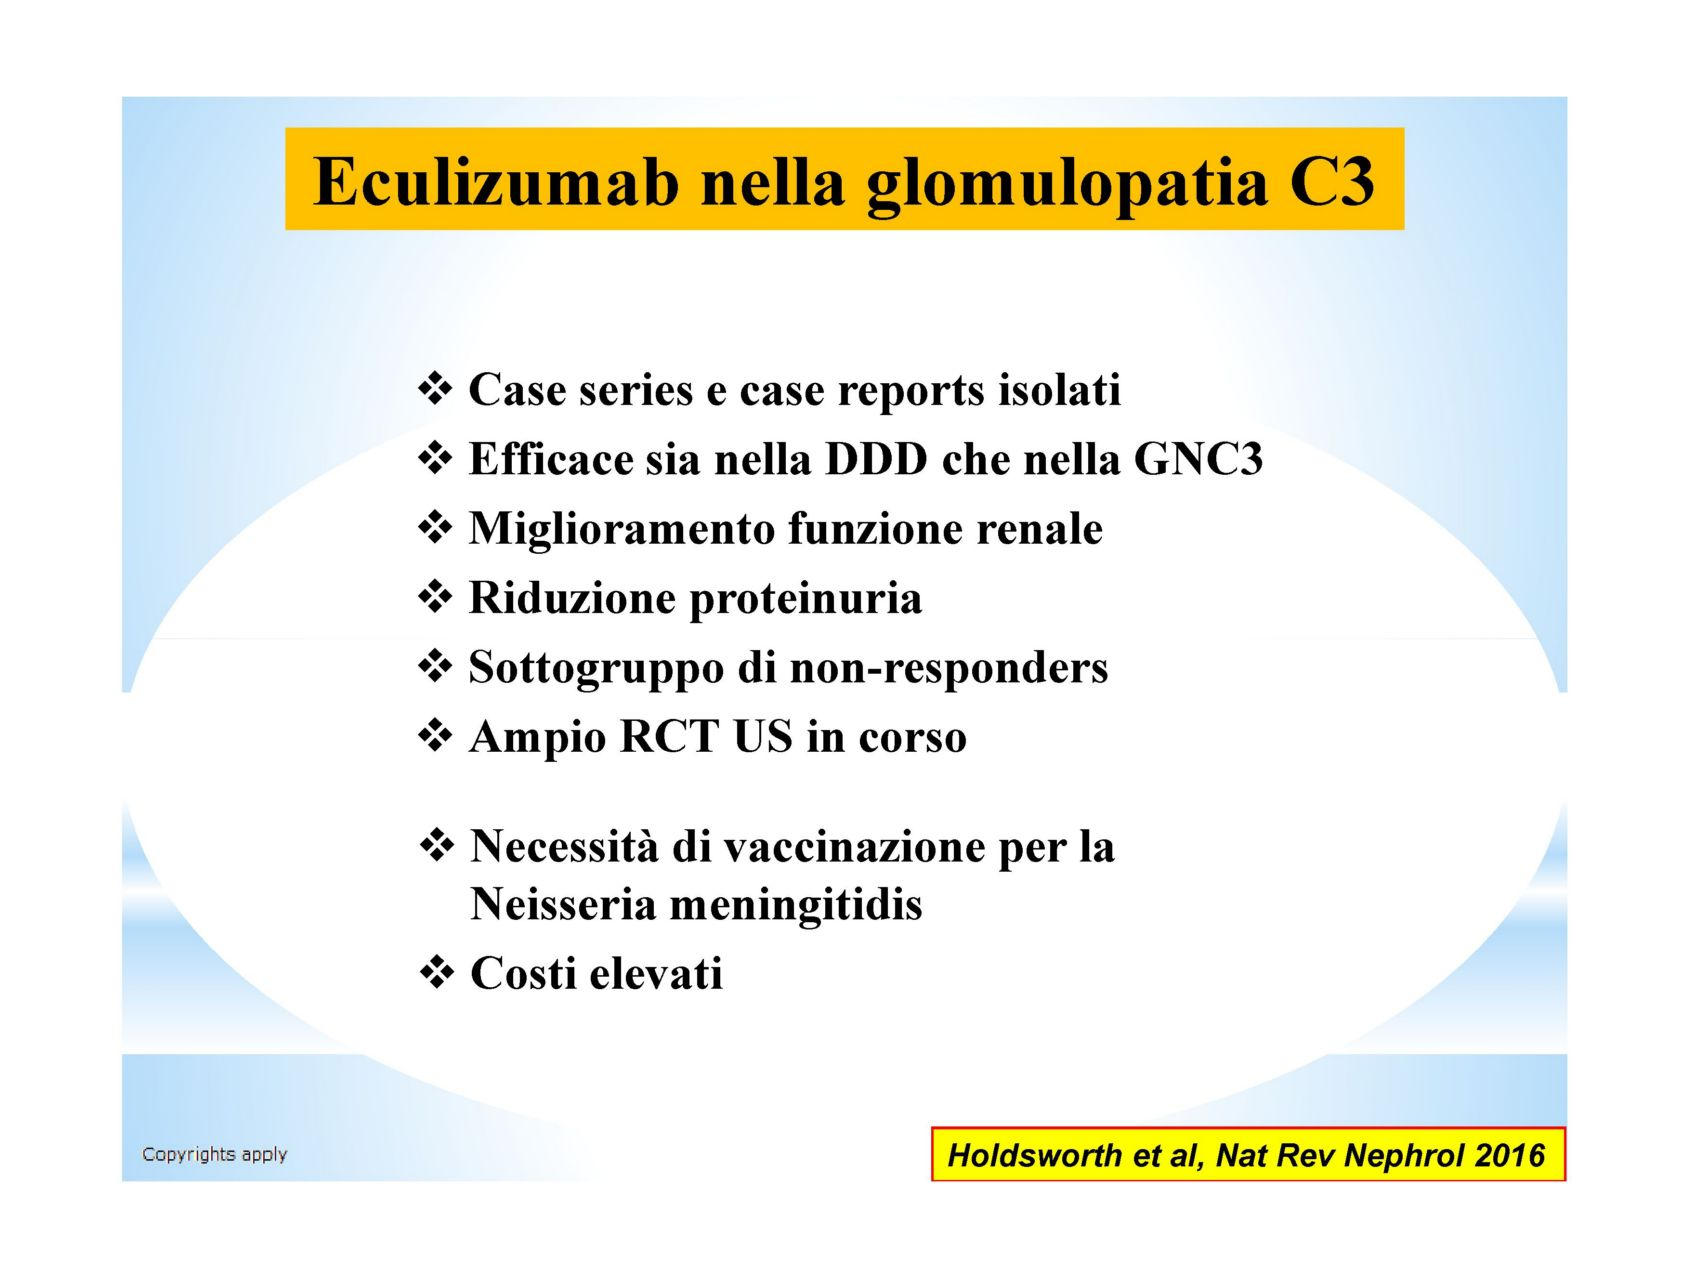 Eculizumab nella glomulopatia C3
❖ Case series e case reports isolati
❖ Efficace sia nella DDD che nella GNC3
❖ Miglioramento funzione renale
❖ Riduzione proteinuria
❖ Sottogruppo di non-responders
❖ Ampio RCT US in corso
❖ Necessità di vaccinazione per la
Neisseria meningitidis
❖ Costi elevati
Copyrights apply
Holdsworth et al, Nat Rev Nephrol 2016